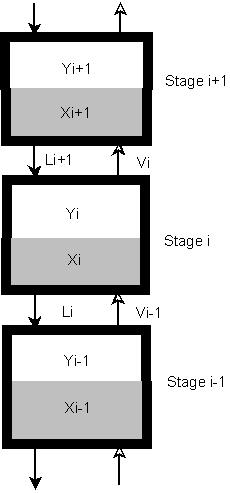 Yi+1
Stage i+1
Xi+1
Li+1
Vi
Yi
Stage i
Xi
Li
Vi-1
Yi-1
Stage i-1
Xi-1